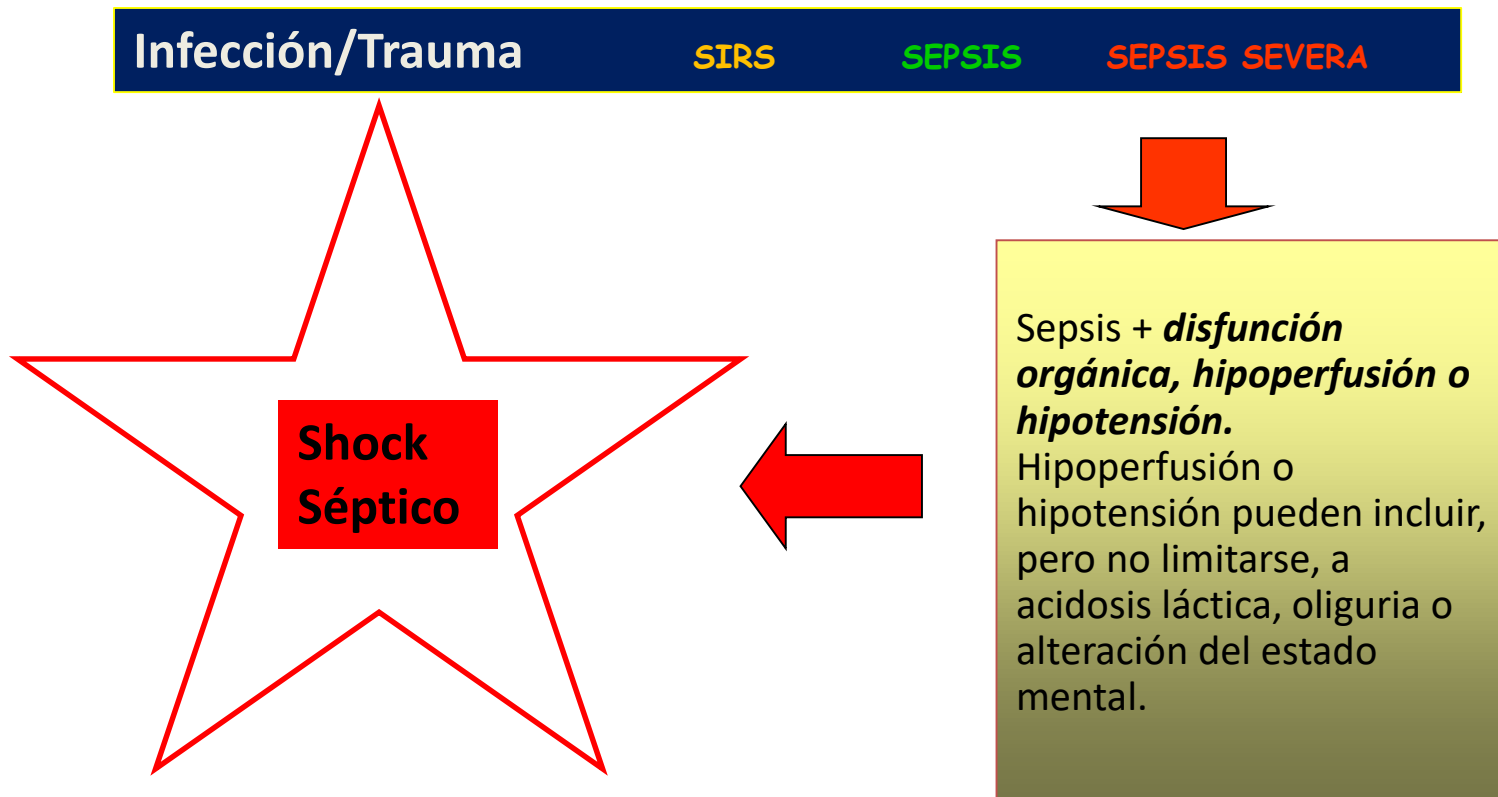 Infección/Trauma SIRS SEPSIS SEPSIS SEVERA
Shock
Séptico
Sepsis + disfunción
orgánica, hipoperfusión o
hipotensión.
Hipoperfusión o
hipotensión pueden incluir,
pero no limitarse, a
acidosis láctica, oliguria o
alteración del estado
mental.